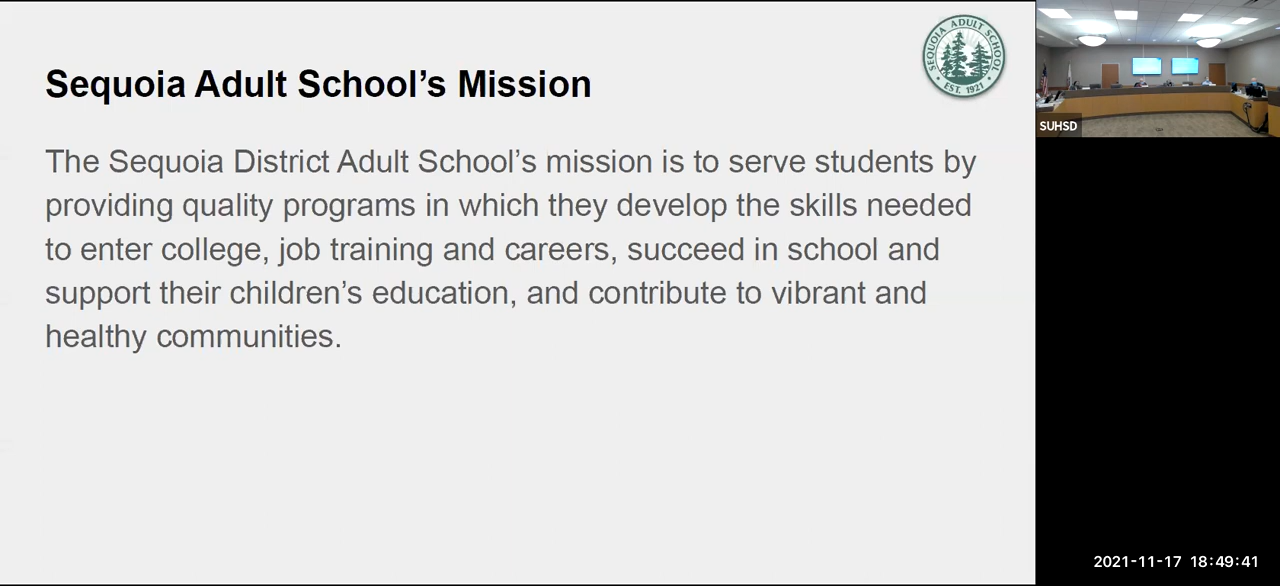 Sequoia Adult School’s Mission
The Sequoia District Adult School’s mission is to serve students by
providing quality programs in which they develop the skills needed
to enter college, job training and careers, succeed in school and
support their children’s education, and contribute to vibrant and
healthy communities.
SEQUOIA ADULT SCHOOL
• EST. 1921 •
SUHSD
2021-11-17 18:49:41